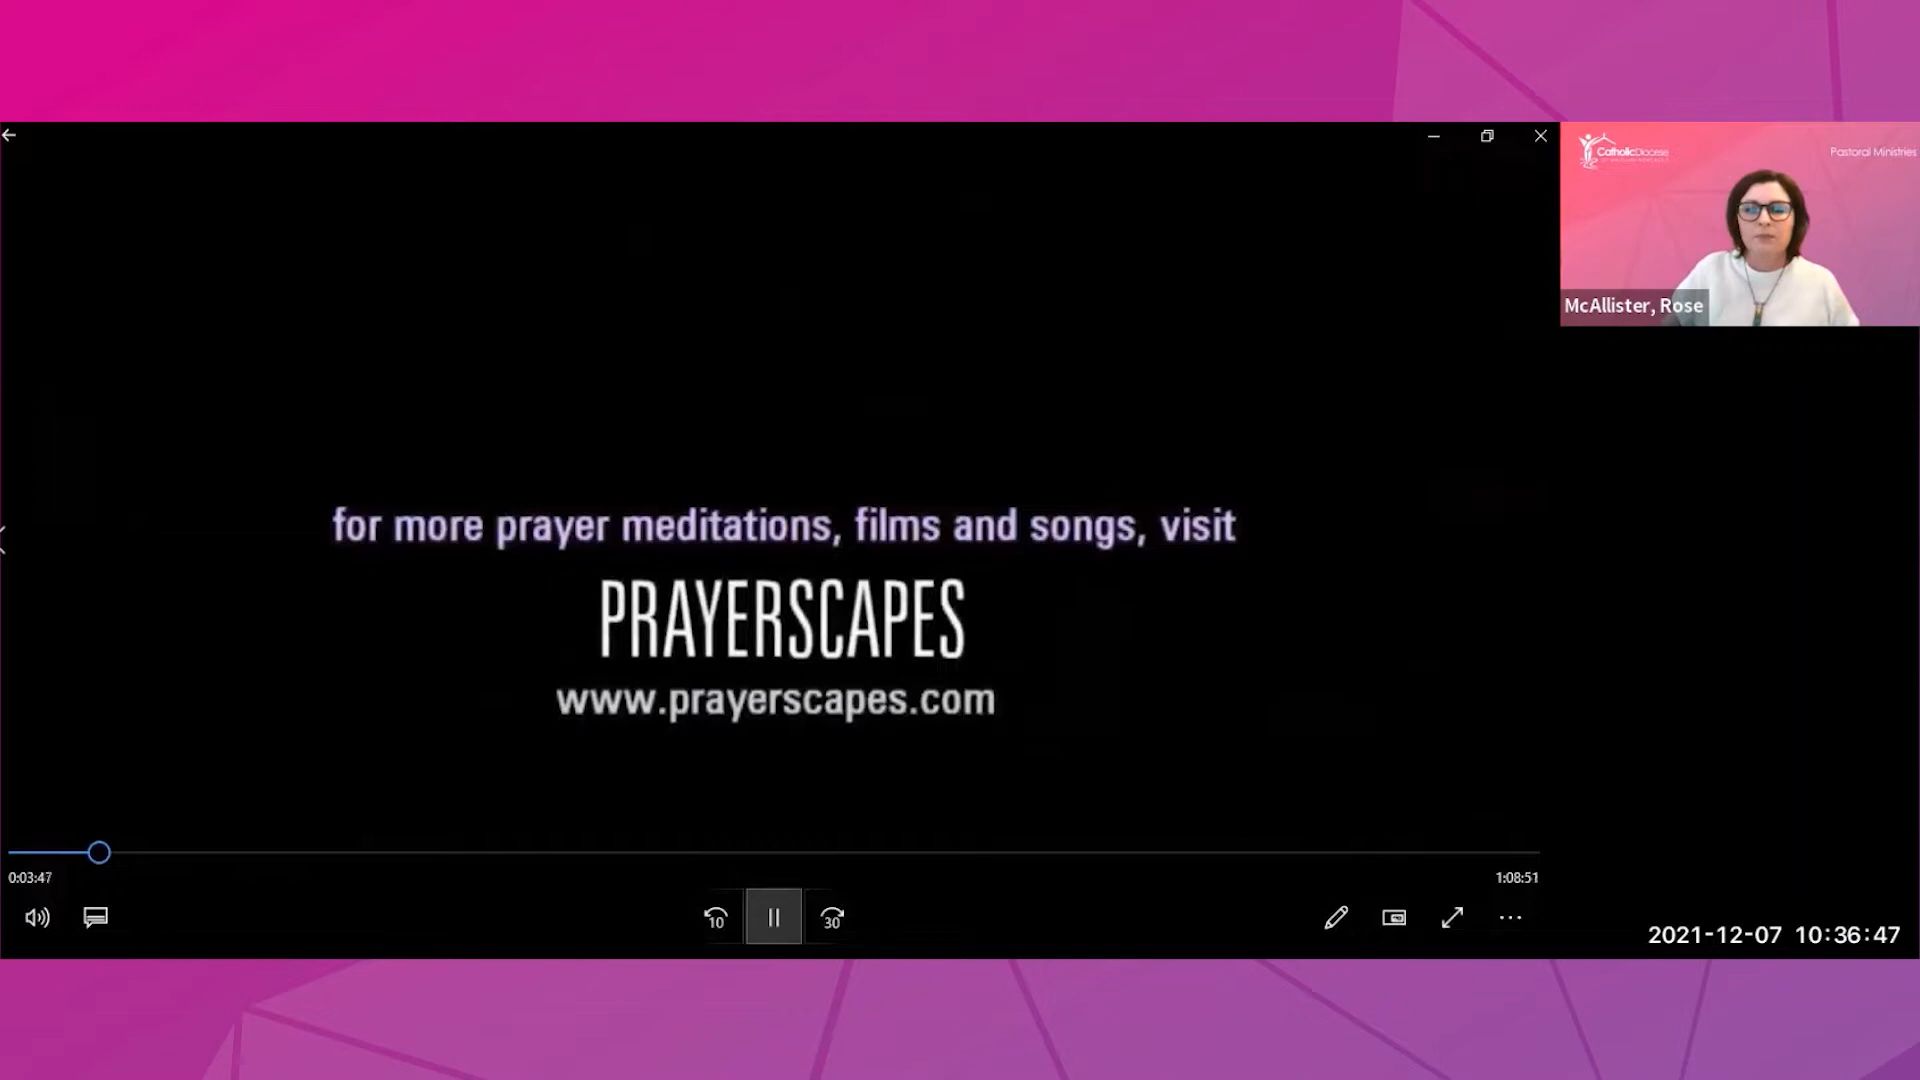 CatholicDiocese
Pastoral Ministries
McAllister, Rose
for more prayer meditations, films and songs, visit
PRAYERSCAPES
www.prayerscapes.com
0:03:47
1:08:51
10
30
2021-12-07 10:36:47